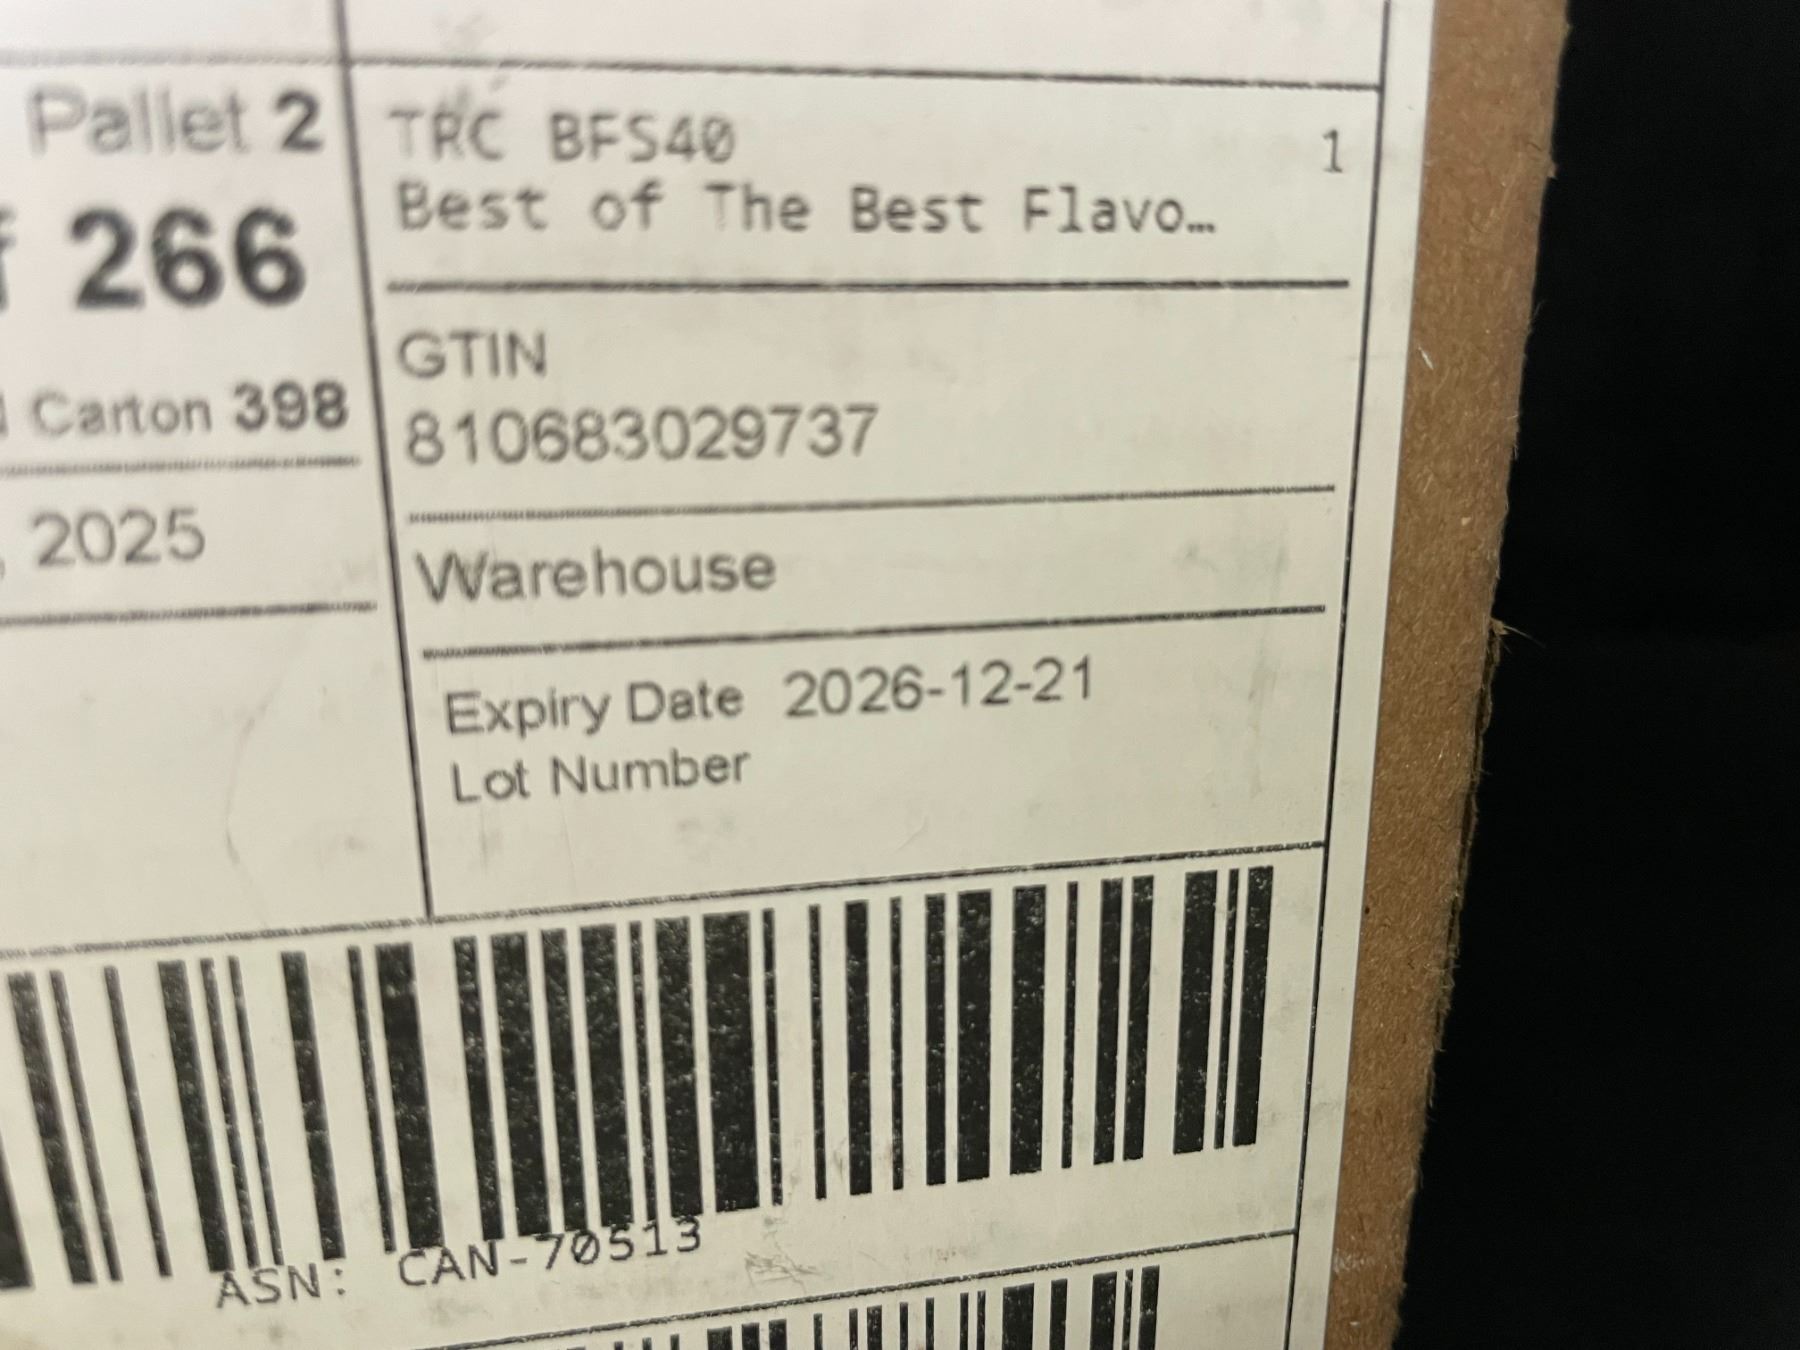 Pallet 2
266
Carton 398
2025
TRC BFS40 1
Best of The Best Flavo…
GTIN
810683029737
Warehouse
Expiry Date 2026-12-21
Lot Number
ASN: CAN-70513